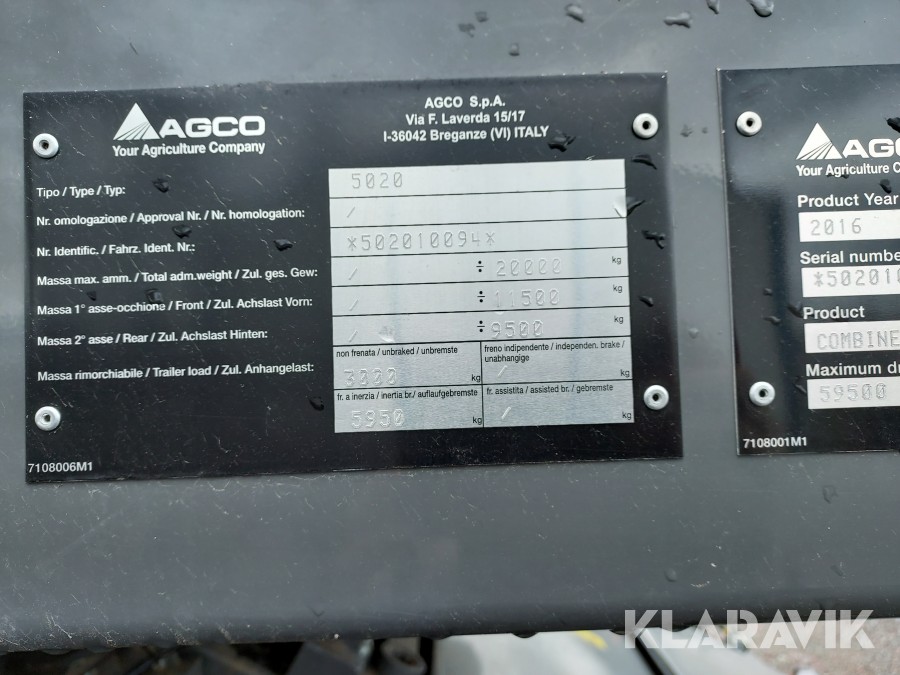 AGCO
Your Agriculture Company
AGCO S.p.A.
Via F. Laverda 15/17
I-36042 Breganze (VI) ITALY
Tipo / Type / Typ:
5020
Nr. omologazione / Approval Nr. / Nr. homologation:
/
Nr. Identific. / Fahrz. Ident. Nr.:
*502010094*
Massa max. amm. / Total adm.weight / Zul. ges. Gew:
/ ÷ 20000 kg
Massa 1° asse-occhione / Front / Zul. Achslast Vorn:
/ ÷ 11500 kg
Massa 2° asse / Rear / Zul. Achslast Hinten:
/ ÷ 9500 kg
Massa rimorchiabile / Trailer load / Zul. Anhangelast:
non frenata / unbraked / unbremste
3000 kg
freno indipendente / independen. brake / unabhangige
/ kg
fr. a inerzia / inertia br./ auflaufgebremste
5950 kg
fr. assistita / assisted br. / gebremste
/ kg
7108006M1
AGC
Your Agriculture C
Product Year
2016
Serial numbe
*502010
Product
COMBINE
Maximum dr
59500
7108001M1
KLARAVIK